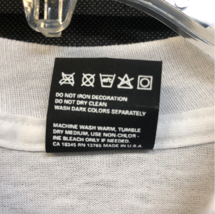 DO NOT IRON DECORATION
DO NOT DRY CLEAN
WASH DARK COLORS SEPARATELY
MACHINE WASH WARM, TUMBLE
DRY MEDIUM, USE NON-CHLOR-
INE BLEACH ONLY IF NEEDED.
CA 16245 RN 13765 MADE IN U.S.A.